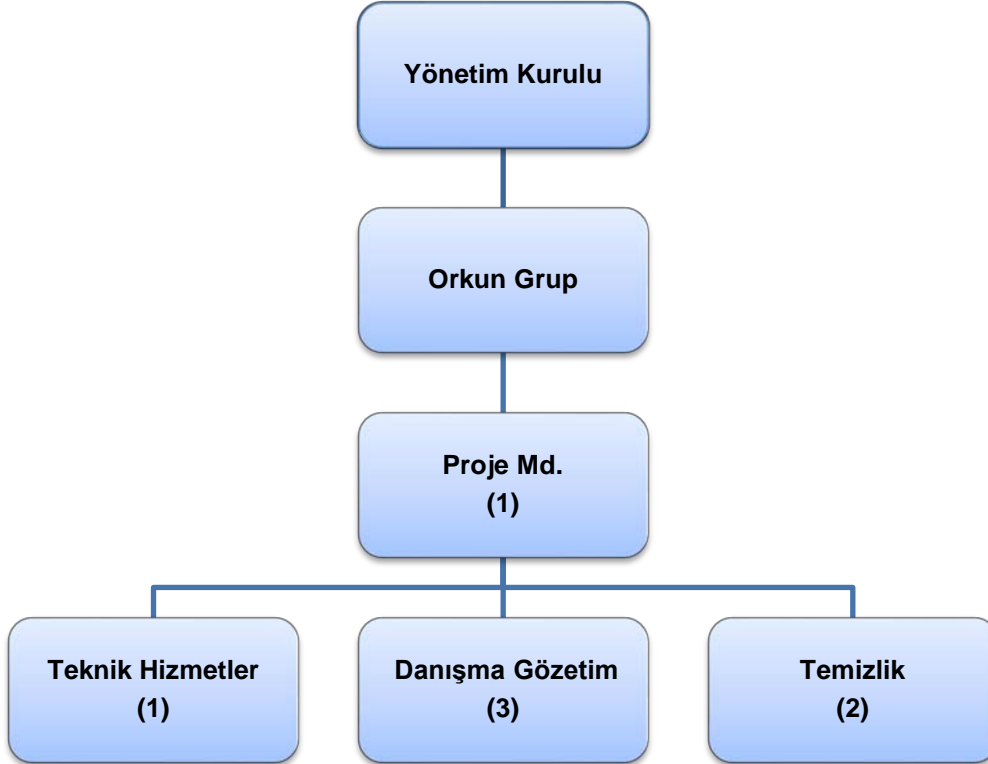 Yönetim Kurulu
Orkun Grup
Proje Md.
(1)
Teknik Hizmetler
(1)
Danışma Gözetim
(3)
Temizlik
(2)